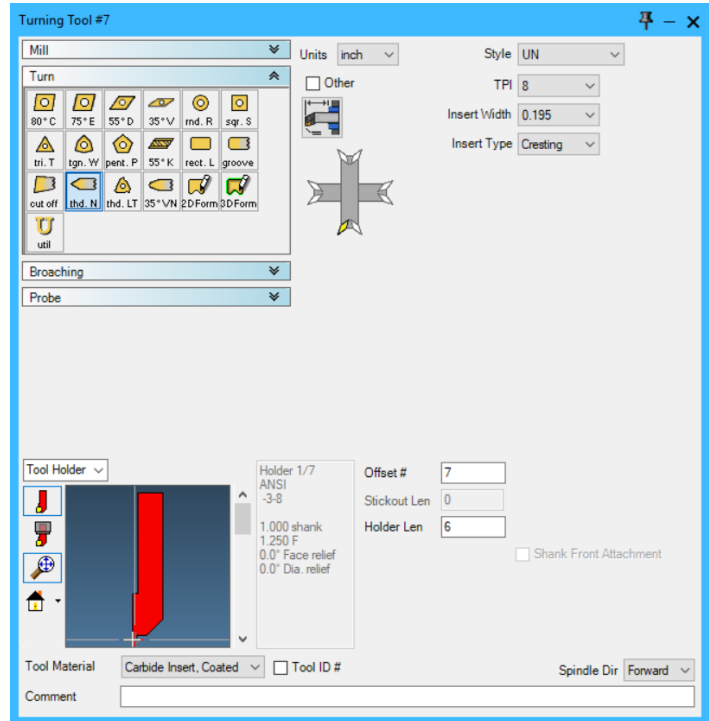 Turning Tool #7
Mill
Turn
80° C 75° E 55° D 35° V rnd. R sqr. S
tri. T tgn. W pent. P 55° K rect. L groove
cut off thd. N thd. LT 35° VN 2D Form 3D Form
util
Broaching
Probe
Units inch
Other
Style UN
TPI 8
Insert Width 0.195
Insert Type Cresting
Tool Holder
Holder 1/7
ANSI
-3-8
1.000 shank
1.250 F
0.0° Face relief
0.0° Dia. relief
Offset # 7
Stickout Len 0
Holder Len 6
Shank Front Attachment
Tool Material Carbide Insert, Coated Tool ID #
Spindle Dir Forward
Comment